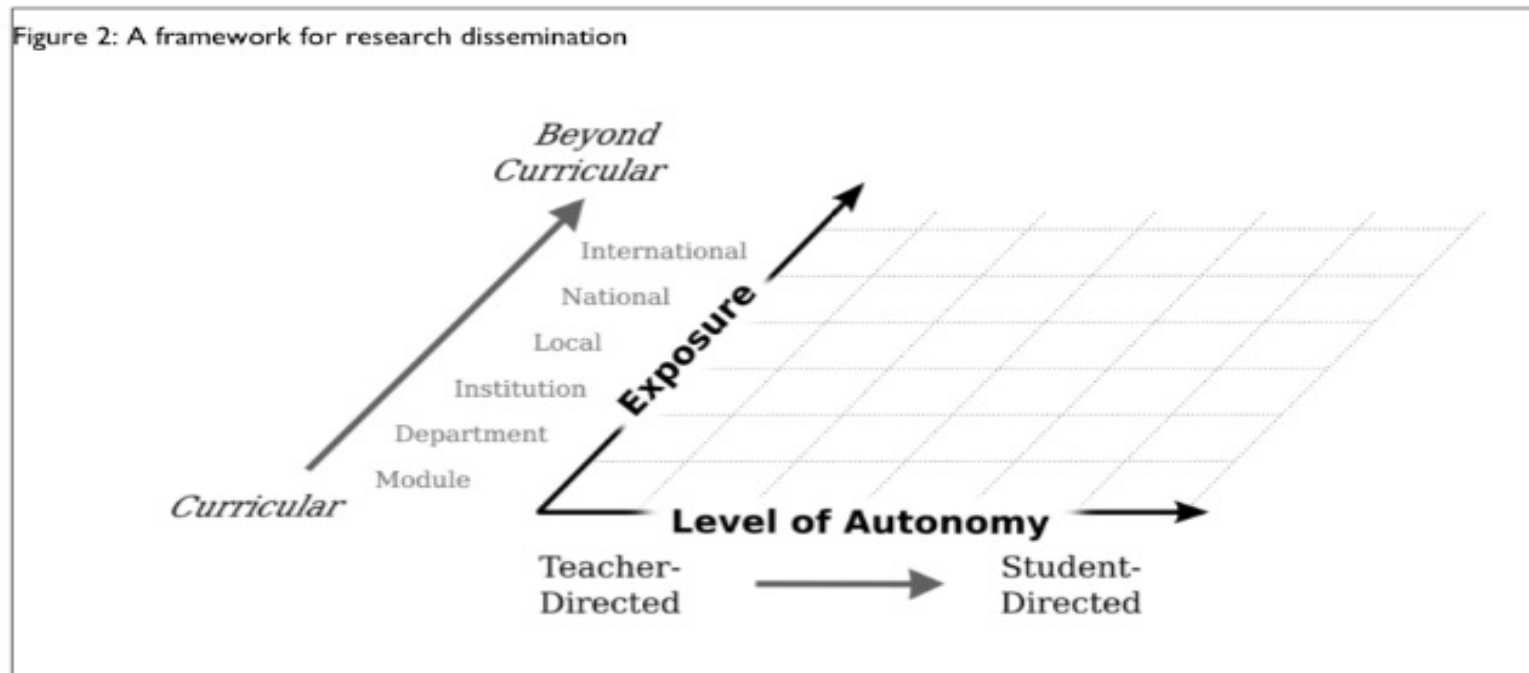 Figure 2: A framework for research dissemination
Beyond
Curricular
International
National
Local
Institution
Department
Module
Curricular
Exposure
Level of Autonomy
Teacher-
Directed
Student-
Directed